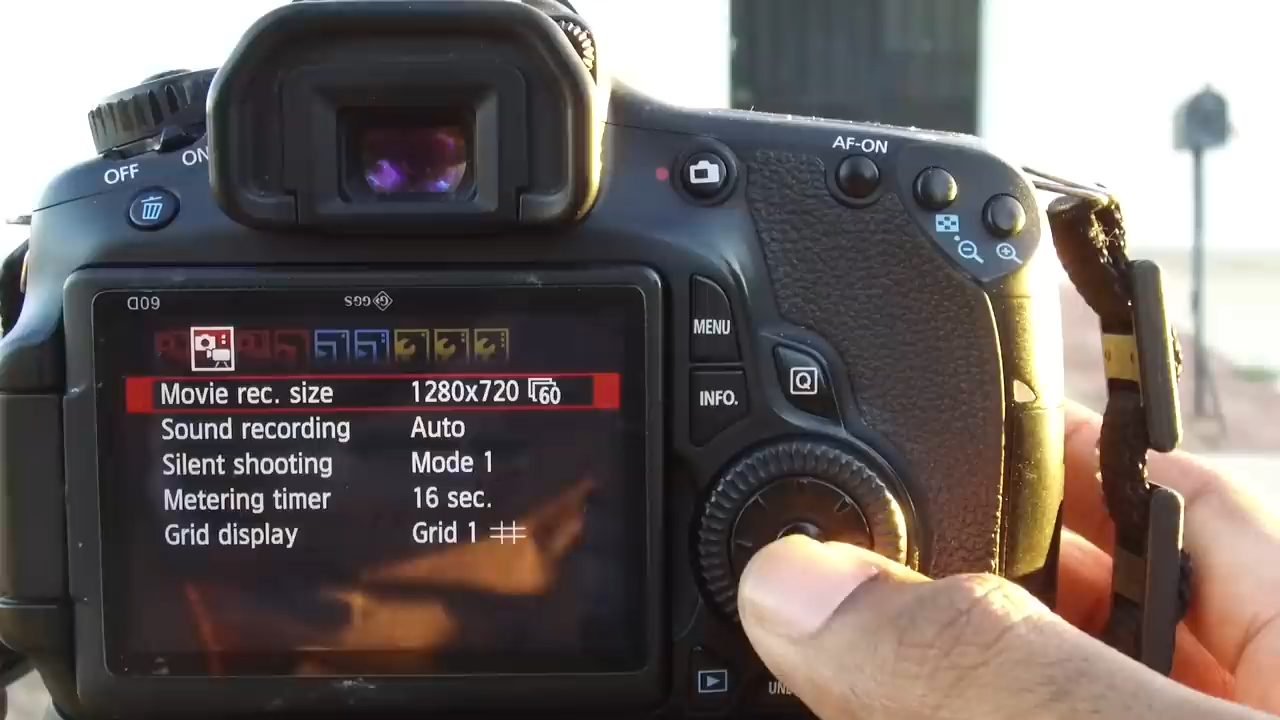 OFF ON
AF-ON
60D
MENU
INFO.
Q
Movie rec. size 1280x720 60
Sound recording Auto
Silent shooting Mode 1
Metering timer 16 sec.
Grid display Grid 1